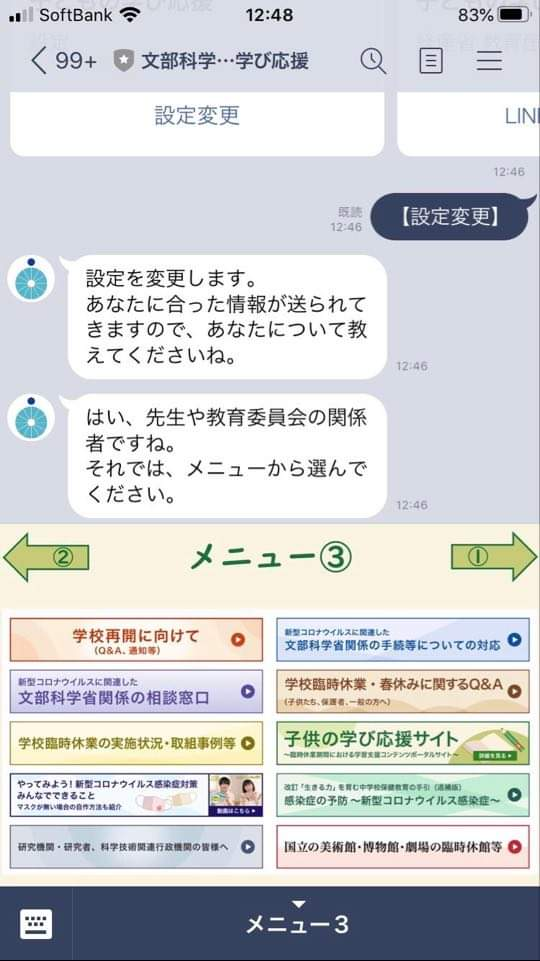 SoftBank 12:48 83%
99+ 文部科学…学び応援
設定変更 LIN
12:46
【設定変更】
既読
12:46
設定を変更します。
あなたに合った情報が送られて
きますので、あなたについて教
えてくださいね。
12:46
はい、先生や教育委員会の関係
者ですね。
それでは、メニューから選んで
ください。
12:46
② メニュー③ ①
学校再開に向けて
(Q&A、通知等)
新型コロナウイルスに関連した
文部科学省関係の手続等についての対応
新型コロナウイルスに関連した
文部科学省関係の相談窓口
学校臨時休業・春休みに関するQ&A
(子供たち、保護者、一般の方へ)
学校臨時休業の実施状況・取組事例等
子供の学び応援サイト
〜臨時休業期間における学習支援コンテンツポータルサイト〜
詳細を見る
やってみよう!新型コロナウイルス感染症対策
みんなでできること
マスクが無い場合の自作方法も紹介
動画はこちら
改訂「生きる力」を育む中学校保健教育の手引(追補版)
感染症の予防 〜新型コロナウイルス感染症〜
研究機関・研究者、科学技術関連行政機関の皆様へ
国立の美術館・博物館・劇場の臨時休館等
メニュー3